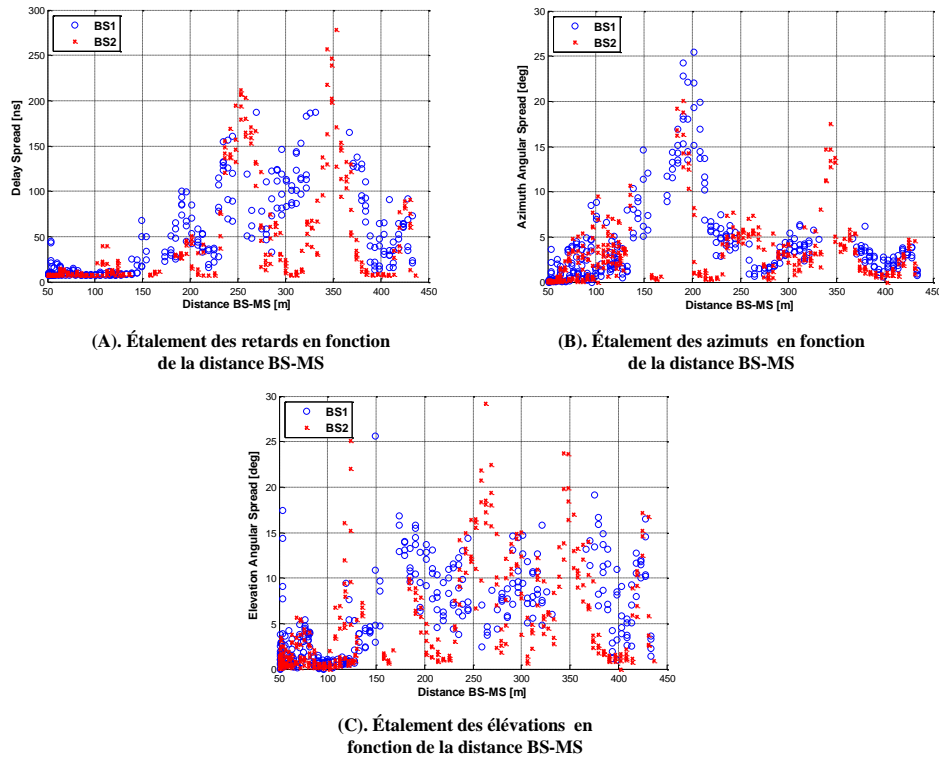 300
250
200
150
100
50
0
Delay Spread [ns]
BS1
BS2
50 100 150 200 250 300 350 400 450
Distance BS-MS [m]
(A). Étalement des retards en fonction
de la distance BS-MS
30
25
20
15
10
5
0
Azimuth Angular Spread [deg]
BS1
BS2
50 100 150 200 250 300 350 400 450
Distance BS-MS [m]
(B). Étalement des azimuts en fonction
de la distance BS-MS
30
25
20
15
10
5
0
Elevation Angular Spread [deg]
BS1
BS2
50 100 150 200 250 300 350 400 450
Distance BS-MS [m]
(C). Étalement des élévations en
fonction de la distance BS-MS